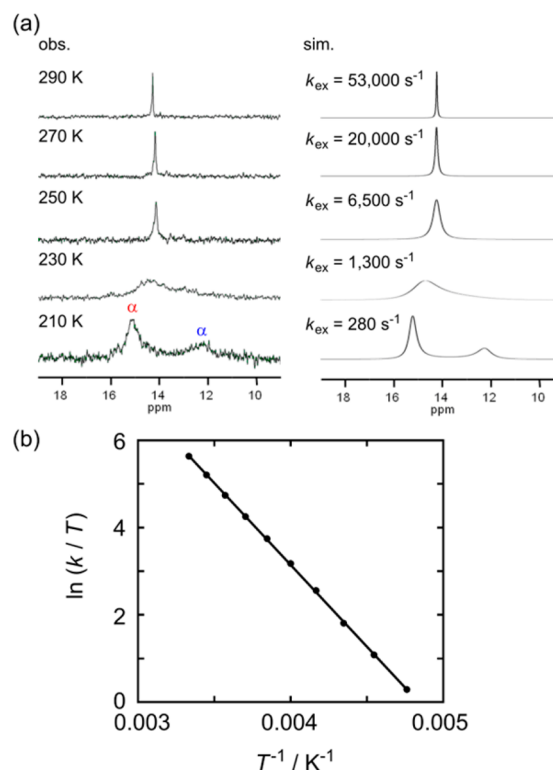 (a)
obs.
sim.
290 K
k_ex = 53,000 s⁻¹
270 K
k_ex = 20,000 s⁻¹
250 K
k_ex = 6,500 s⁻¹
230 K
k_ex = 1,300 s⁻¹
210 K
α
α
k_ex = 280 s⁻¹
18 16 14 12 10
ppm
18 16 14 12 10
ppm
(b)
6
4
2
0
ln (k / T)
0.003 0.004 0.005
T⁻¹ / K⁻¹